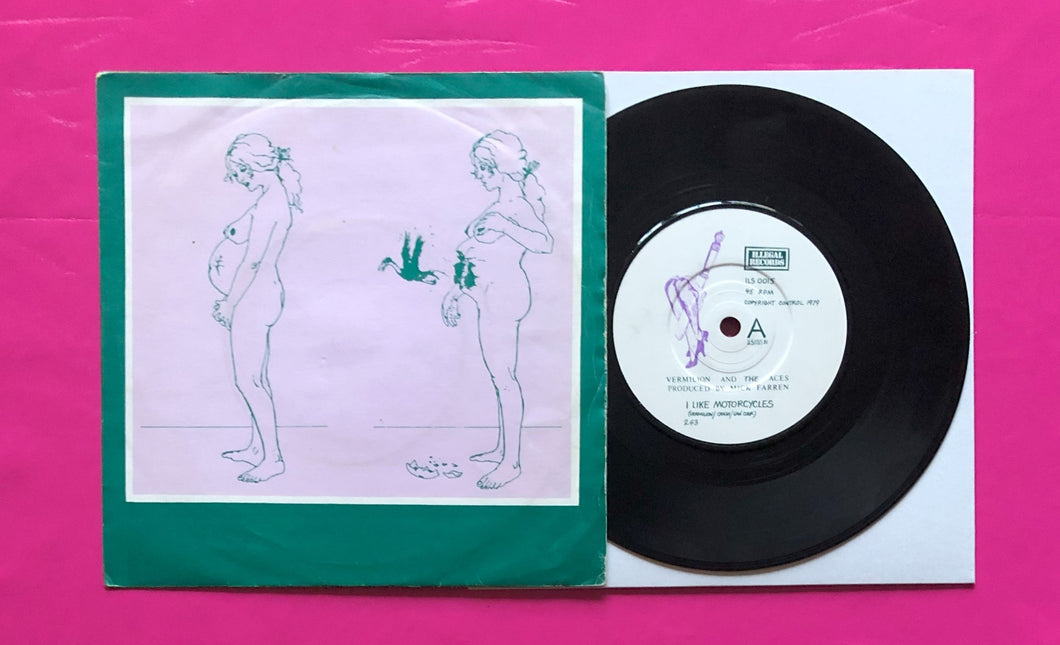 ILLEGAL
RECORDS
ILS 0015
45 RPM
COPYRIGHT CONTROL 1979
A
VERMILION AND THE ACES
PRODUCED BY MICK FARREN
I LIKE MOTORCYCLES
2.43